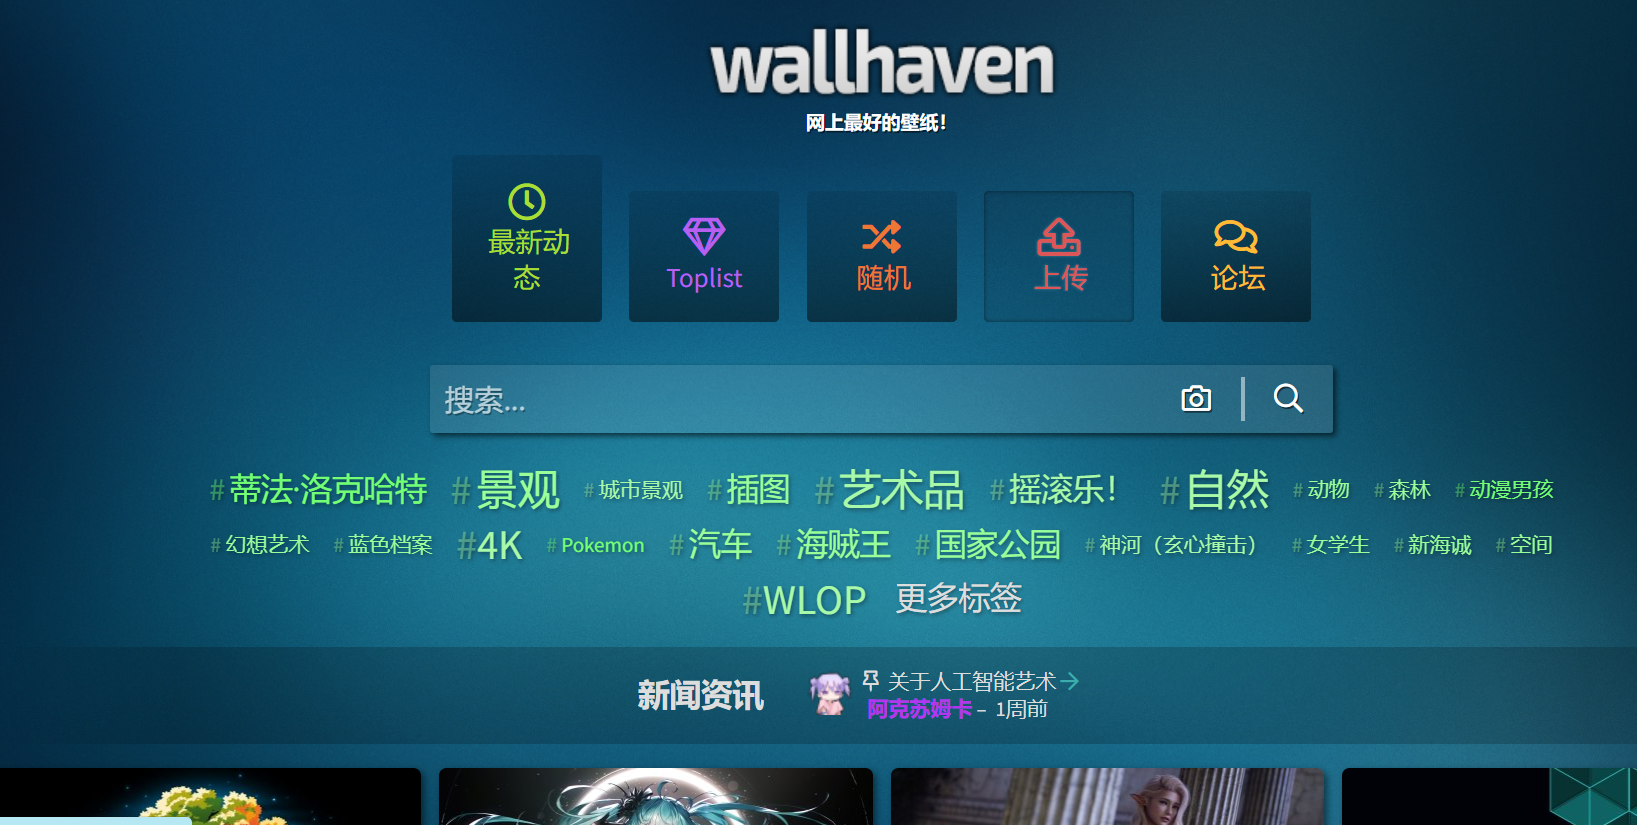 wallhaven
网上最好的壁纸！
最新动
态
Toplist
随机
上传
论坛
搜索...
#蒂法·洛克哈特 #景观 #城市景观 #插图 #艺术品 #摇滚乐！ #自然 #动物 #森林 #动漫男孩
#幻想艺术 #蓝色档案 #4K #Pokemon #汽车 #海贼王 #国家公园 #神河（玄心撞击） #女学生 #新海诚 #空间
#WLOP 更多标签
新闻资讯
关于人工智能艺术
阿克苏姆卡 – 1周前